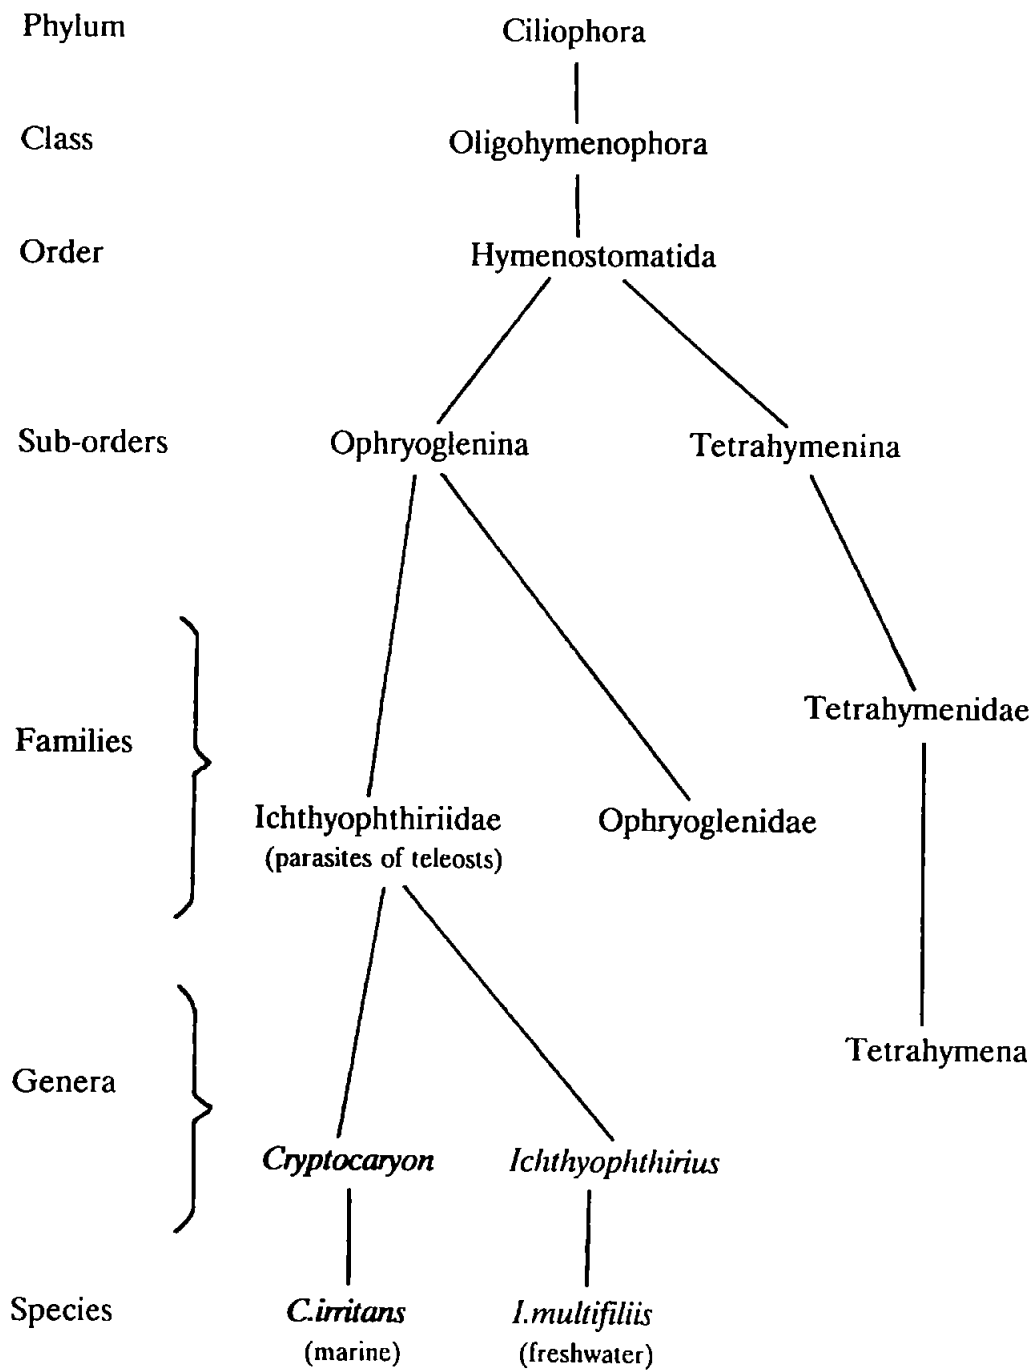 Phylum
Ciliophora
Class
Oligohymenophora
Order
Hymenostomatida
Sub-orders
Ophryoglenina
Tetrahymenina
Families
Tetrahymenidae
Ichthyophthiriidae
(parasites of teleosts)
Ophryoglenidae
Genera
Tetrahymena
Cryptocaryon
Ichthyophthirius
Species
C.irritans
(marine)
I.multifiliis
(freshwater)